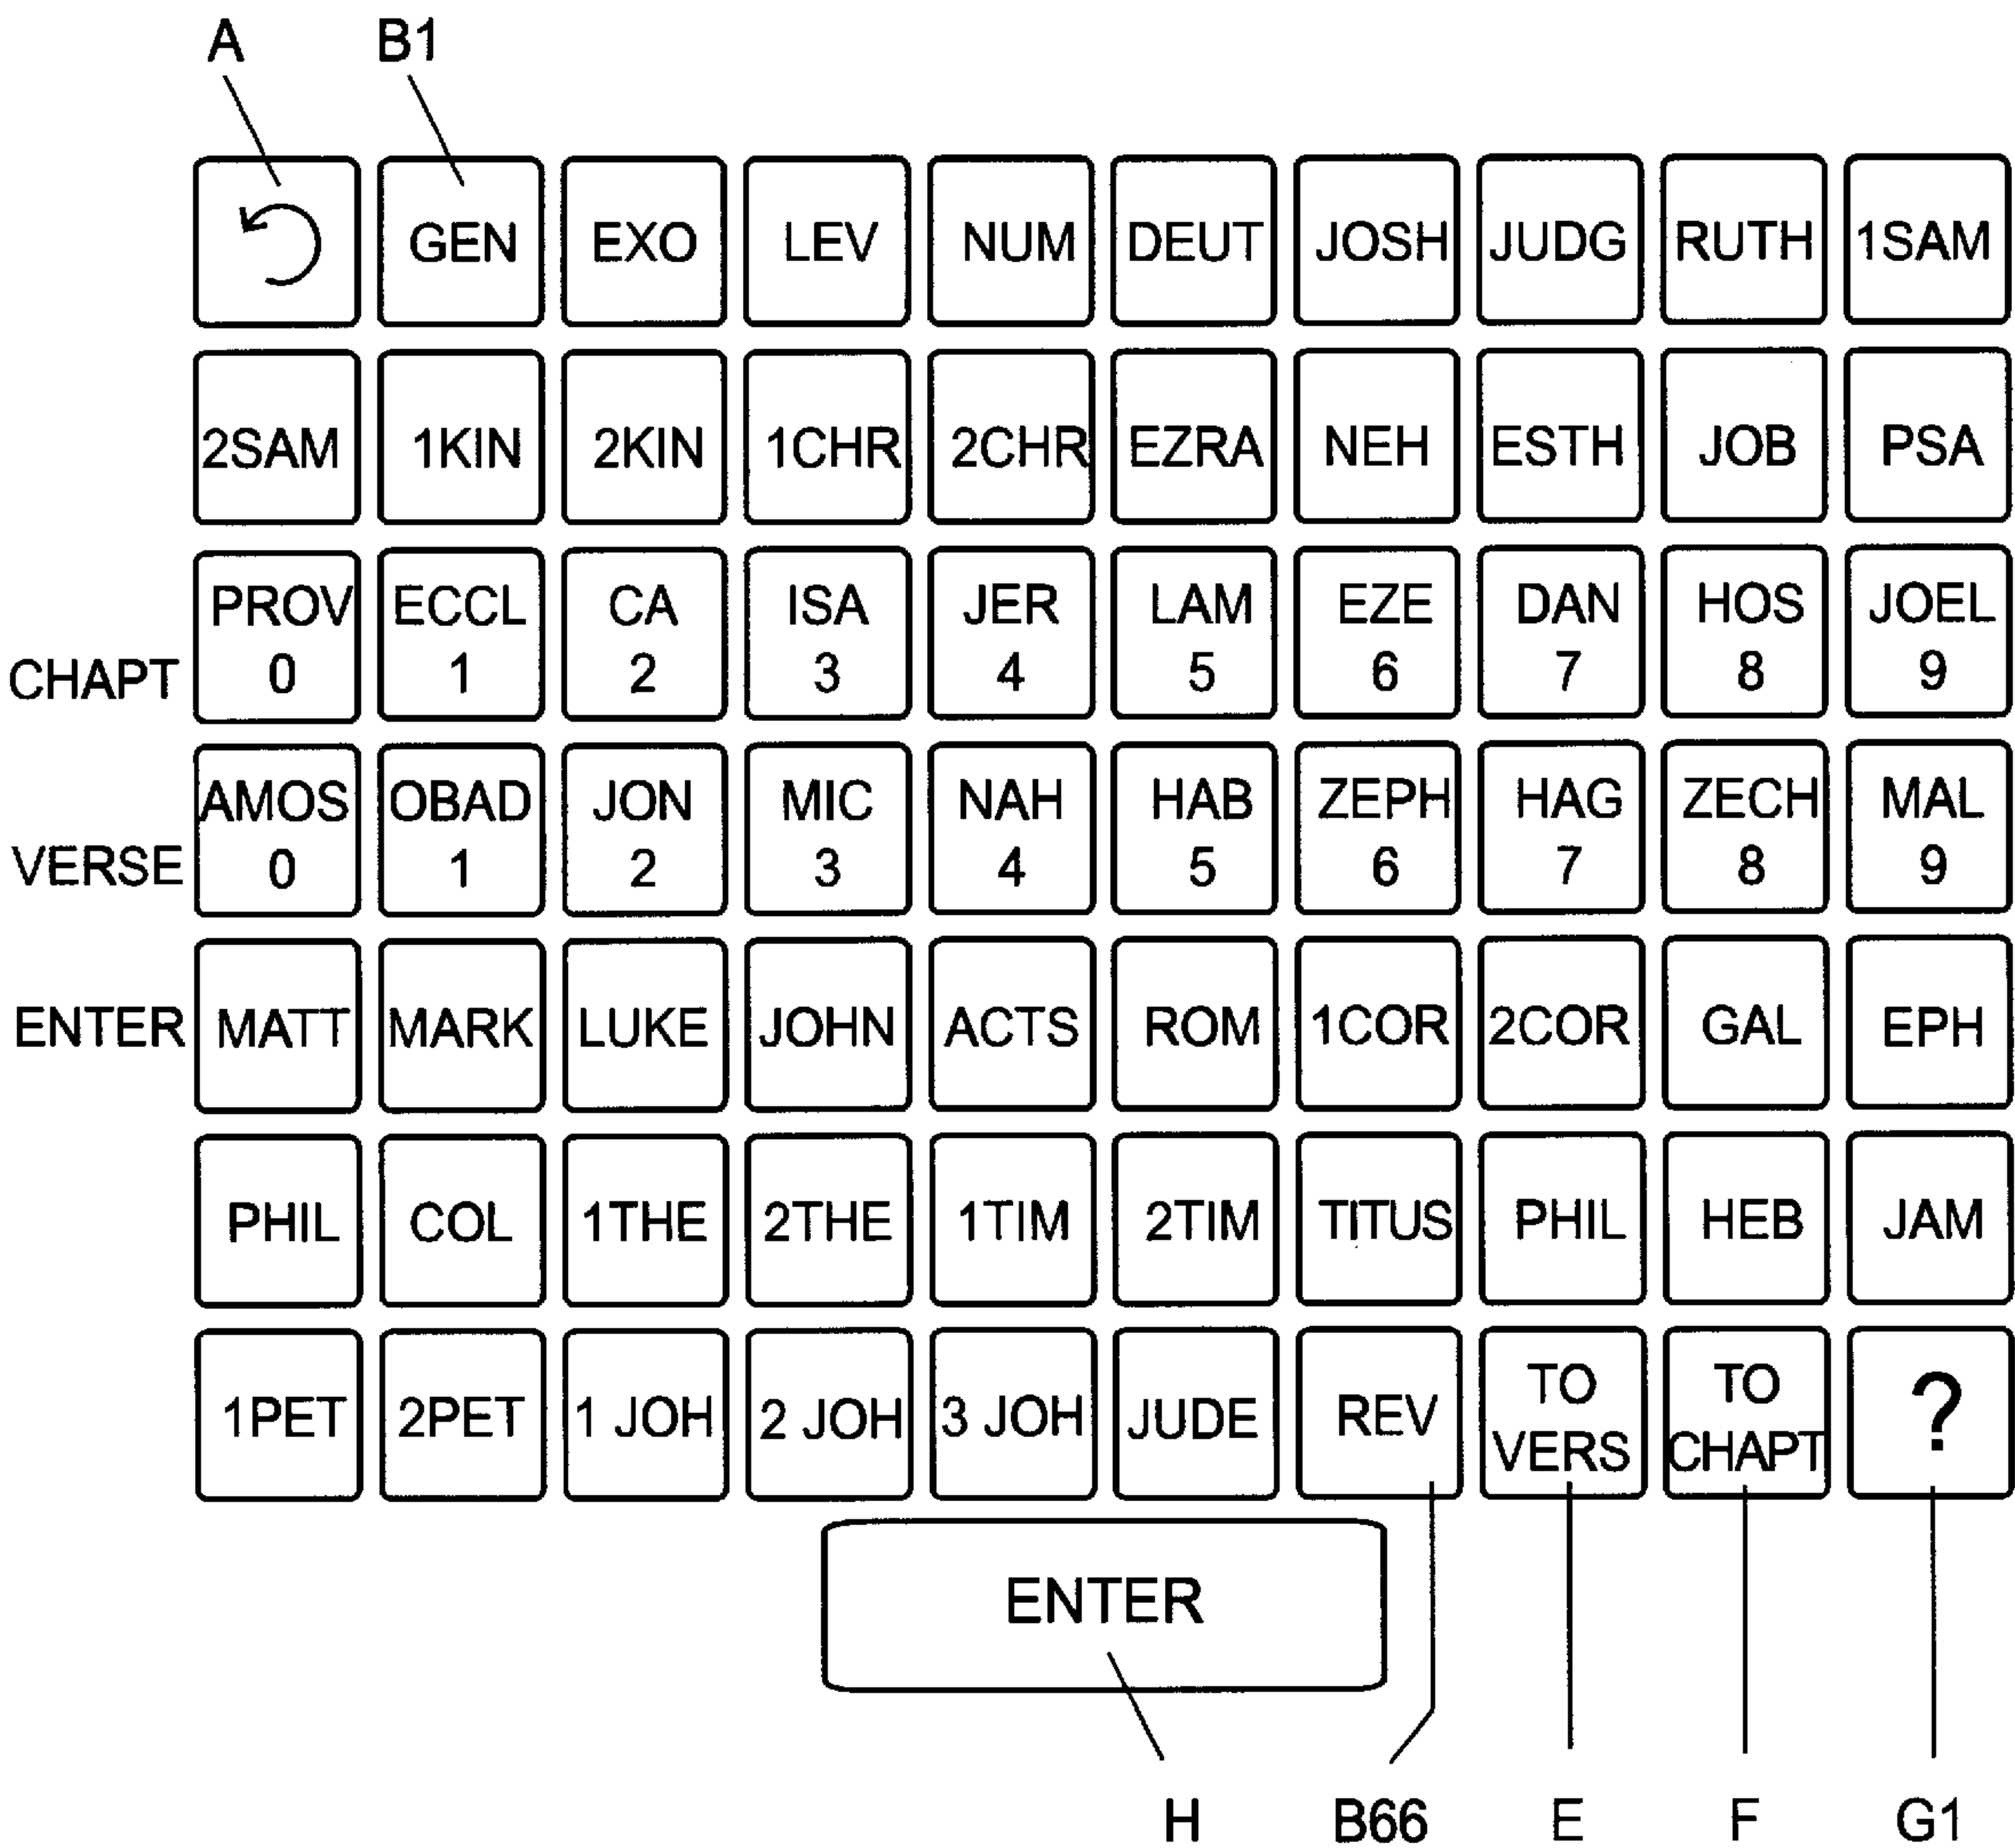 A B1
GEN EXO LEV NUM DEUT JOSH JUDG RUTH 1SAM
2SAM 1KIN 2KIN 1CHR 2CHR EZRA NEH ESTH JOB PSA
PROV ECCL CA ISA JER LAM EZE DAN HOS JOEL
CHAPT 0 1 2 3 4 5 6 7 8 9
AMOS OBAD JON MIC NAH HAB ZEPH HAG ZECH MAL
VERSE 0 1 2 3 4 5 6 7 8 9
ENTER MATT MARK LUKE JOHN ACTS ROM 1COR 2COR GAL EPH
PHIL COL 1THE 2THE 1TIM 2TIM TITUS PHIL HEB JAM
1PET 2PET 1 JOH 2 JOH 3 JOH JUDE REV TO VERS TO CHAPT ?
ENTER
H B66 E F G1